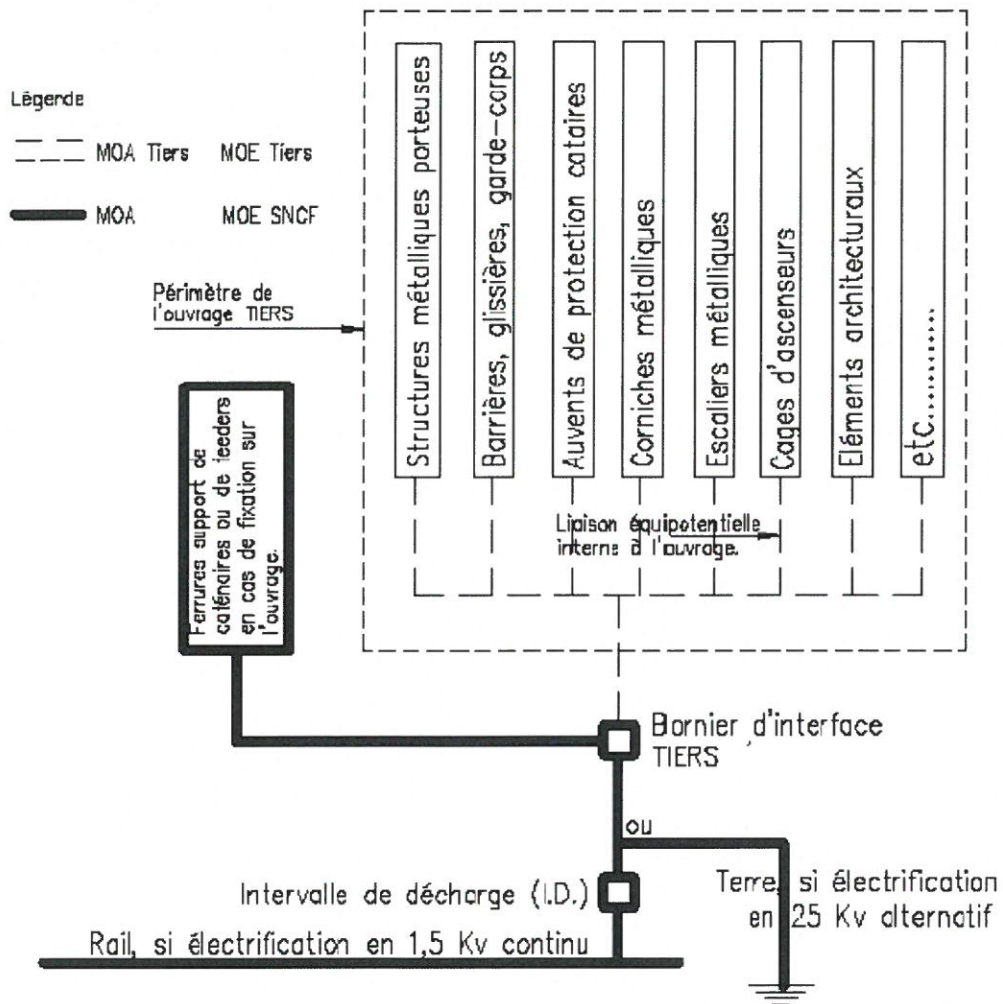 Légende
MOA Tiers MOE Tiers
MOA MOE SNCF
Périmètre de
l'ouvrage TIERS
Structures métalliques porteuses
Barrières, glissières, garde-corps
Auvents de protection cataires
Corniches métalliques
Escaliers métalliques
Cages d'ascenseurs
Eléments architecturaux
etc...........
Liaison équipotentielle
interne à l'ouvrage.
Ferrures support de
caténaires ou de feeders
en cas de fixation sur
l'ouvrage.
Bornier d'interface
TIERS
ou
Intervalle de décharge (I.D.)
Terre, si électrification
en 25 Kv alternatif
Rail, si électrification en 1,5 Kv continu